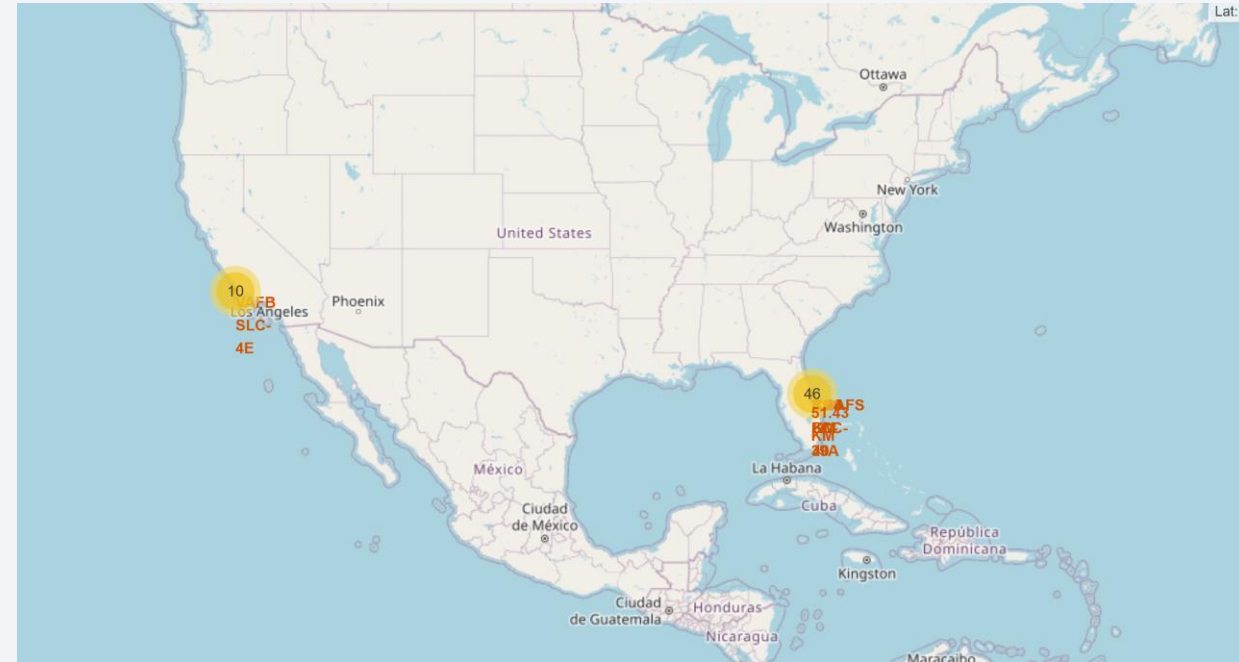 Lat:
Ottawa
New York
Washington
United States
10
VAFB
Los Angeles
SLC-
4E
Phoenix
46
51.43
KM
México
La Habana
Ciudad
de México
Cuba
República
Dominicana
Kingston
Ciudad
de Guatemala
Honduras
Nicaragua
Maracaibo